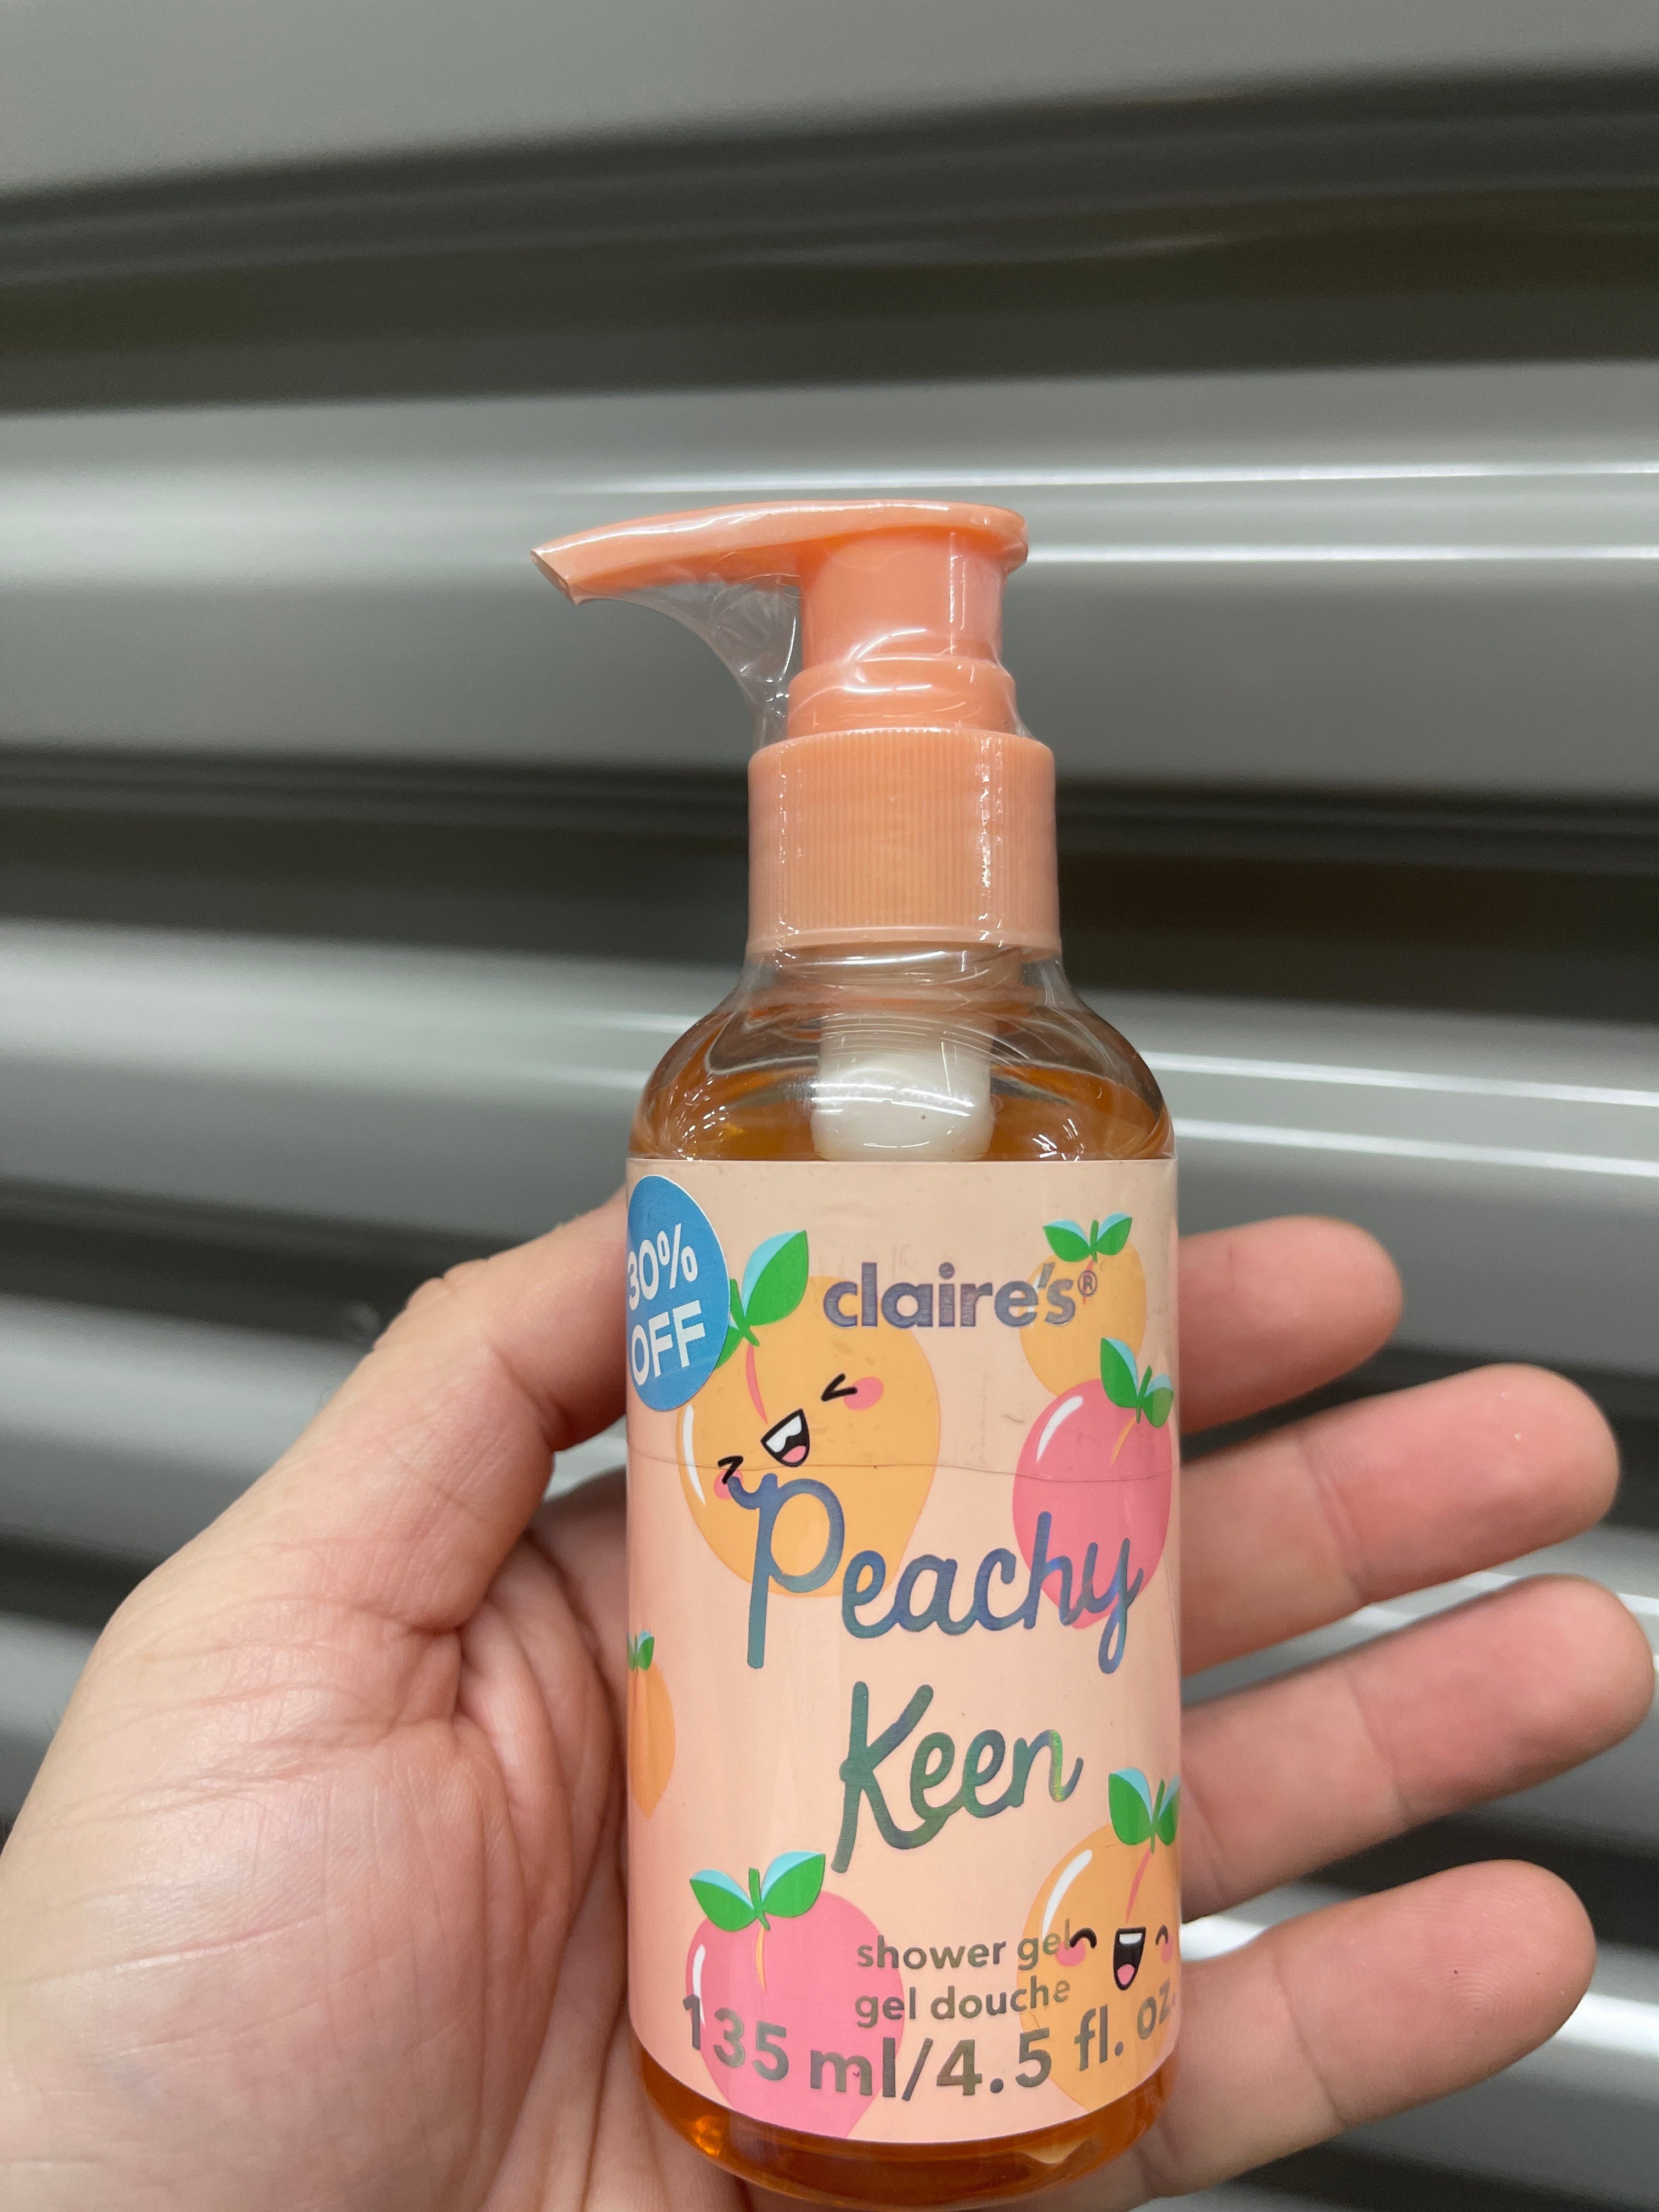 30%
OFF
claire's®
Peachy
Keen
shower gel
gel douche
135 ml/4.5 fl. oz.